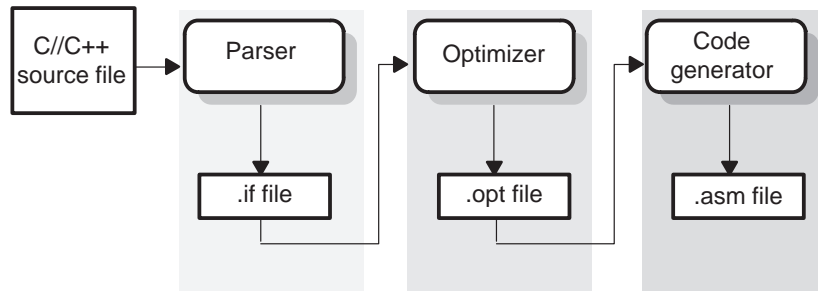 C//C++
source file
Parser
Optimizer
Code
generator
.if file
.opt file
.asm file